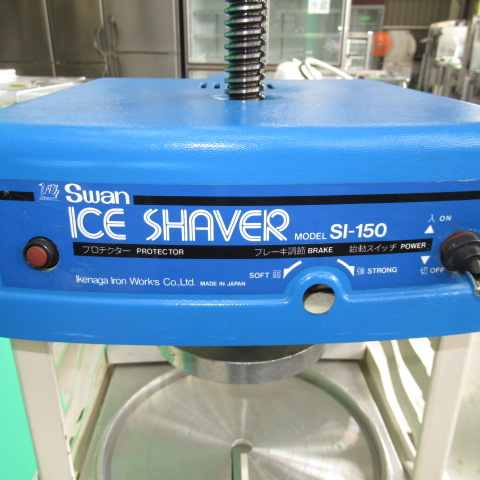 Swan
ICE SHAVER MODEL SI-150
プロテクター PROTECTOR ブレーキ調節 BRAKE 始動スイッチ POWER
入 ON
SOFT 弱 強 STRONG
切 OFF
Ikenaga Iron Works Co.,Ltd. MADE IN JAPAN